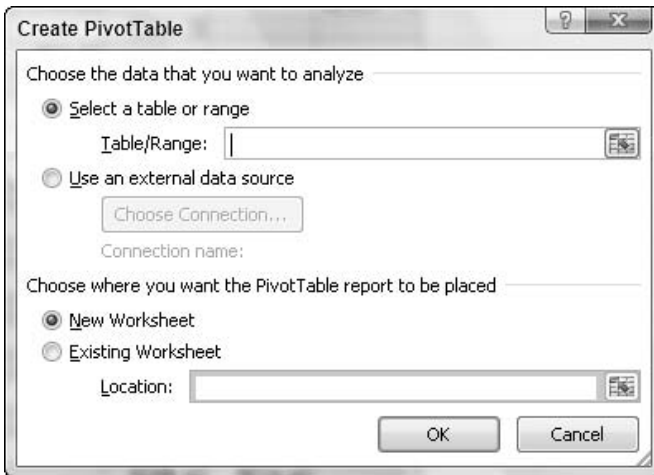 Create PivotTable
Choose the data that you want to analyze
Select a table or range
Table/Range:
Use an external data source
Choose Connection...
Connection name:
Choose where you want the PivotTable report to be placed
New Worksheet
Existing Worksheet
Location:
OK Cancel